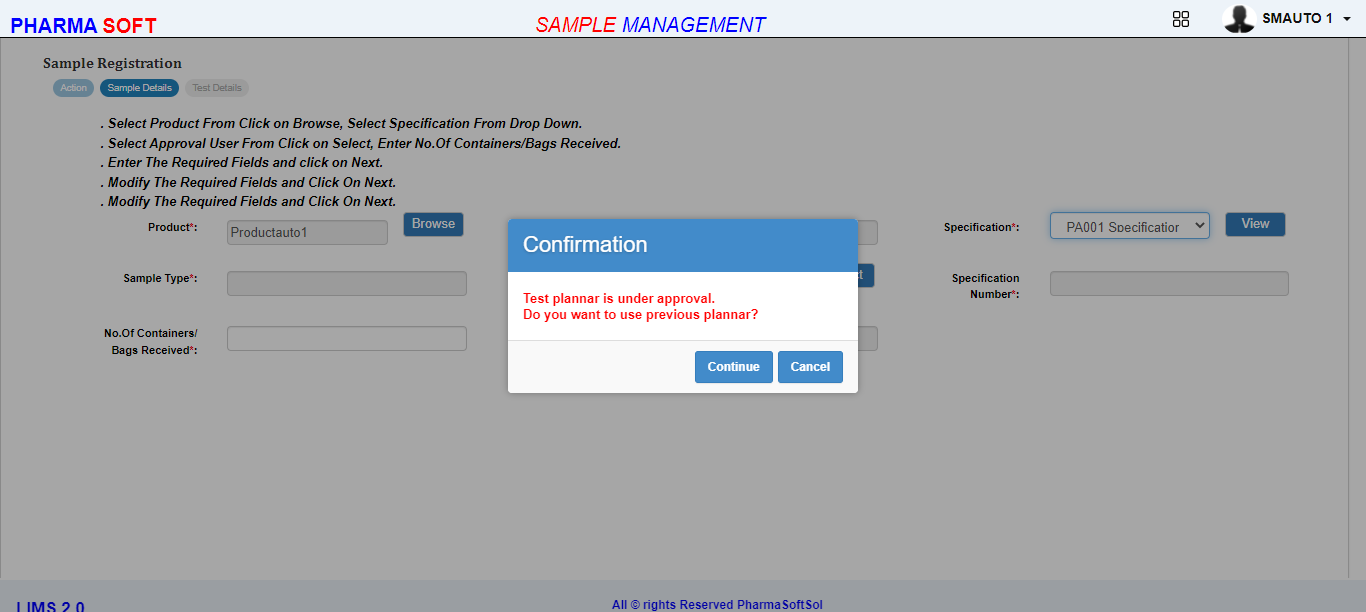 PHARMA SOFT
SAMPLE MANAGEMENT
SMAUTO 1
Sample Registration
Action
Sample Details
Test Details
. Select Product From Click on Browse, Select Specification From Drop Down.
. Select Approval User From Click on Select, Enter No.Of Containers/Bags Received.
. Enter The Required Fields and click on Next.
. Modify The Required Fields and Click On Next.
. Modify The Required Fields and Click On Next.
Product*:
Productauto1
Browse
Specification*:
PA001 Specification
View
Confirmation
Sample Type*:
Specification
Number*:
Test plannar is under approval.
Do you want to use previous plannar?
No.Of Containers/
Bags Received*:
Continue
Cancel
LIMS 2.0
All © rights Reserved PharmaSoftSol